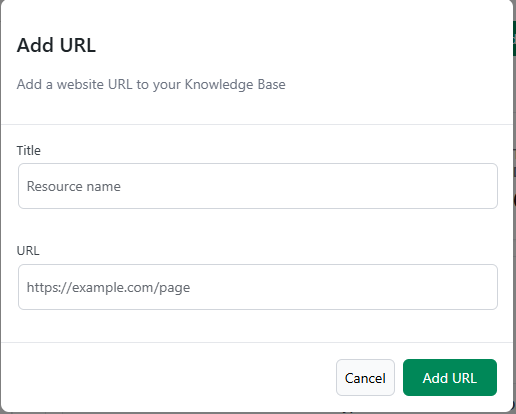 Add URL
Add a website URL to your Knowledge Base
Title
Resource name
URL
https://example.com/page
Cancel
Add URL